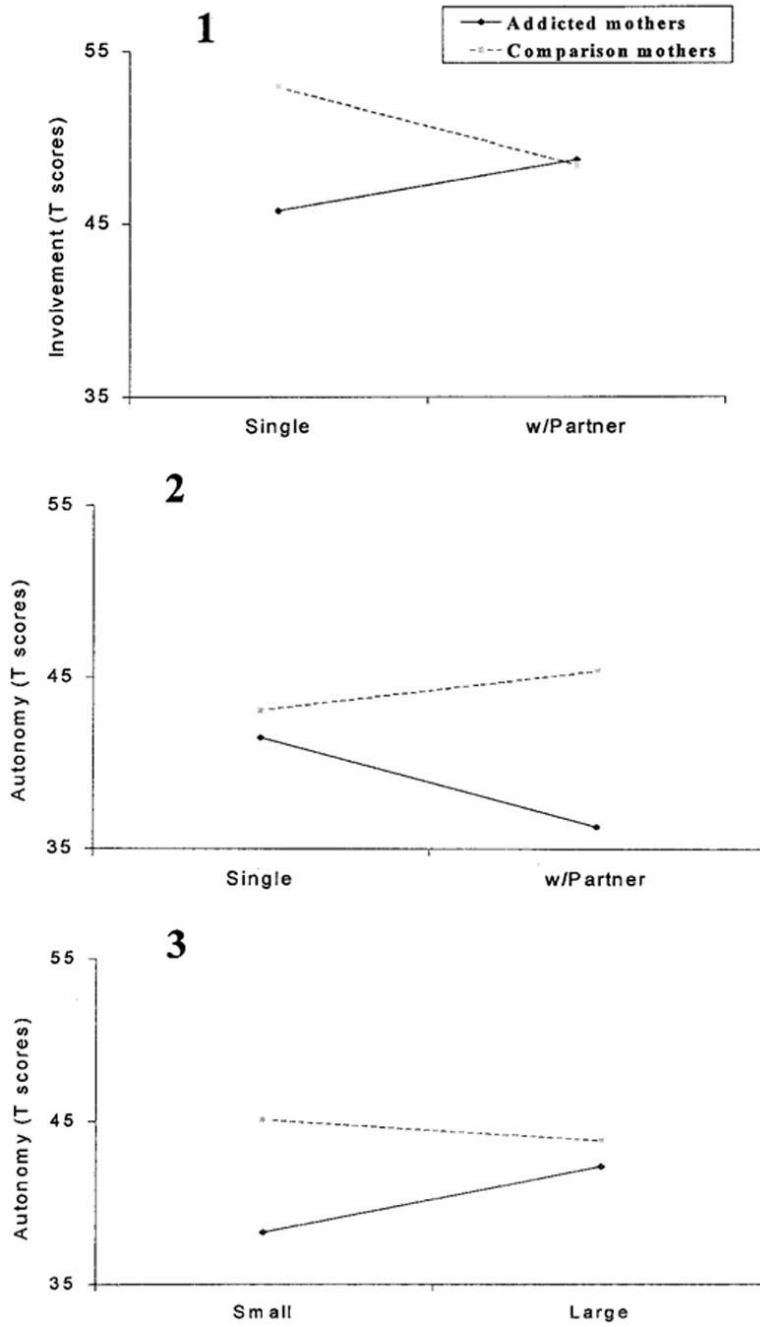 1
Addicted mothers
Comparison mothers
55
45
35
Involvement (T scores)
Single w/Partner
2
55
45
35
Autonomy (T scores)
Single w/Partner
3
55
45
35
Autonomy (T scores)
Small Large